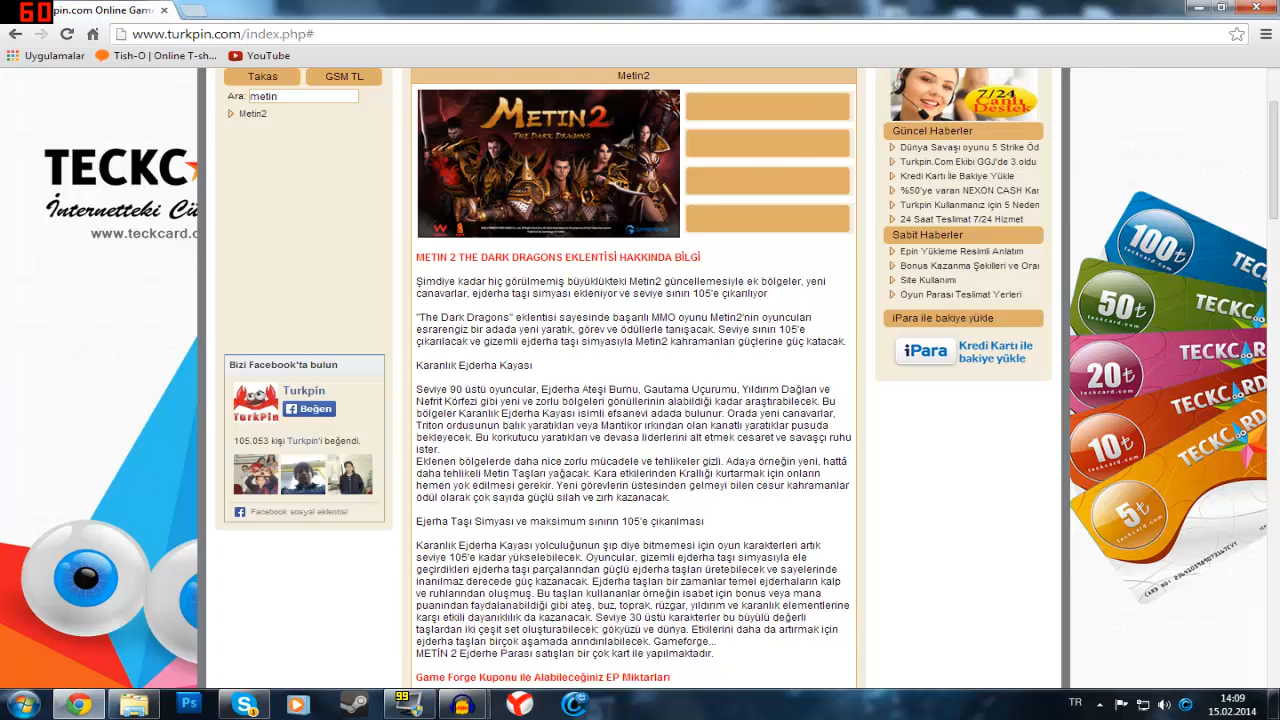 60
pin.com Online Gam
www.turkpin.com/index.php#
Uygulamalar
Tish-O | Online T-sh...
YouTube
Takas
GSM TL
Ara:
metin
Metin2
TECKC
İnternetteki Cü
www.teckcard.c
Bizi Facebook'ta bulun
TurkPin
Turkpin
Beğen
105.053 kişi Turkpin'i beğendi.
Facebook sosyal eklentisi
Metin2
METIN2
THE DARK DRAGONS
GAMEFORGE
METIN 2 THE DARK DRAGONS EKLENTİSİ HAKKINDA BİLGİ
Şimdiye kadar hiç görülmemiş büyüklükteki Metin2 güncellemesiyle ek bölgeler, yeni
canavarlar, ejderha taşı simyası ekleniyor ve seviye sınırı 105'e çıkarılıyor
"The Dark Dragons" eklentisi sayesinde başarılı MMO oyunu Metin2'nin oyuncuları
esrarengiz bir adada yeni yaratık, görev ve ödüllerle tanışacak. Seviye sınırı 105'e
çıkarılacak ve gizemli ejderha taşı simyasıyla Metin2 kahramanları güçlerine güç katacak.
Karanlık Ejderha Kayası
Seviye 90 üstü oyuncular, Ejderha Ateşi Burnu, Gautama Uçurumu, Yıldırım Dağları ve
Nefrit Körfezi gibi yeni ve zorlu bölgeleri gönüllerinin alabildiği kadar araştırabilecek. Bu
bölgeler Karanlık Ejderha Kayası isimli efsanevi adada bulunur. Orada yeni canavarlar,
Triton ordusunun balık yaratıkları veya Mantikor ırkından olan kanatlı yaratıklar pusuda
bekleyecek. Bu korkutucu yaratıkları ve devasa liderlerini alt etmek cesaret ve savaşçı ruhu
ister.
Eklenen bölgelerde daha nice zorlu mücadele ve tehlikeler gizli. Adaya örneğin yeni, hattâ
daha tehlikeli Metin Taşları yağacak. Kara etkilerinden Krallığı kurtarmak için onların
hemen yok edilmesi gerekir. Yeni görevlerin üstesinden gelmeyi bilen cesur kahramanlar
ödül olarak çok sayıda güçlü silah ve zırh kazanacak.
Ejerha Taşı Simyası ve maksimum sınırın 105'e çıkarılması
Karanlık Ejderha Kayası yolculuğunun şıp diye bitmemesi için oyun karakterleri artık
seviye 105'e kadar yükselebilecek. Oyuncular, gizemli ejderha taşı simyasıyla ele
geçirdikleri ejderha taşı parçalarından güçlü ejderha taşları üretebilecek ve sayelerinde
inanılmaz derecede güç kazanacak. Ejderha taşları bir zamanlar temel ejderhaların kalp
ve ruhlarından oluşmuş. Bu taşları kullananlar örneğin isabet için bonus veya mana
puanından faydalanabildiği gibi ateş, buz, toprak, rüzgar, yıldırım ve karanlık elementlerine
karşı etkili dayanıklılık da kazanacak. Seviye 30 üstü karakterler bu büyülü değerli
taşlardan iki çeşit set oluşturabilecek: gökyüzü ve dünya. Etkilerini daha da artırmak için
ejderha taşları birçok aşamada arındırılabilecek. Gameforge...
METİN 2 Ejderhe Parası satışları bir çok kart ile yapılmaktadır.
Game Forge Kuponu ile Alabileceğiniz EP Miktarları
7/24
Canlı
Destek
Güncel Haberler
Dünya Savaşı oyunu 5 Strike Öd
Turkpin.Com Ekibi GGJ'de 3.oldu
Kredi Kartı İle Bakiye Yükle
%50'ye varan NEXON CASH Kar
Turkpin Kullanmanız için 5 Neden
24 Saat Teslimat 7/24 Hizmet
Sabit Haberler
Epin Yükleme Resimli Anlatım
Bonus Kazanma Şekilleri ve Orar
Site Kullanımı
Oyun Parası Teslimat Yerleri
iPara ile bakiye yükle
iPara
Kredi Kartı ile
bakiye yükle
100₺
teckcard.com
TECK
50₺
teckcard.com
TECKC
20₺
teckcard.com
TECKCARD
10₺
teckcard.com
TECKCARD
5₺
teckcard.com
TECKCARD
Ps
99
TR
14:09
15.02.2014